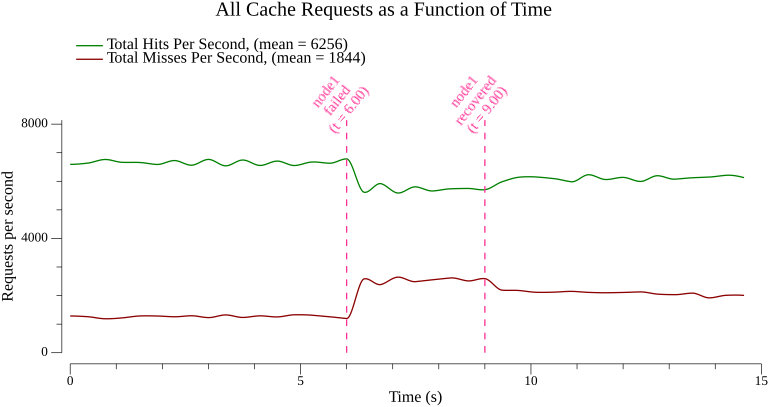 All Cache Requests as a Function of Time
Total Hits Per Second, (mean = 6256)
Total Misses Per Second, (mean = 1844)
node1
failed
(t = 6.00)
node1
recovered
(t = 9.00)
8000
4000
0
Requests per second
0
5
10
15
Time (s)